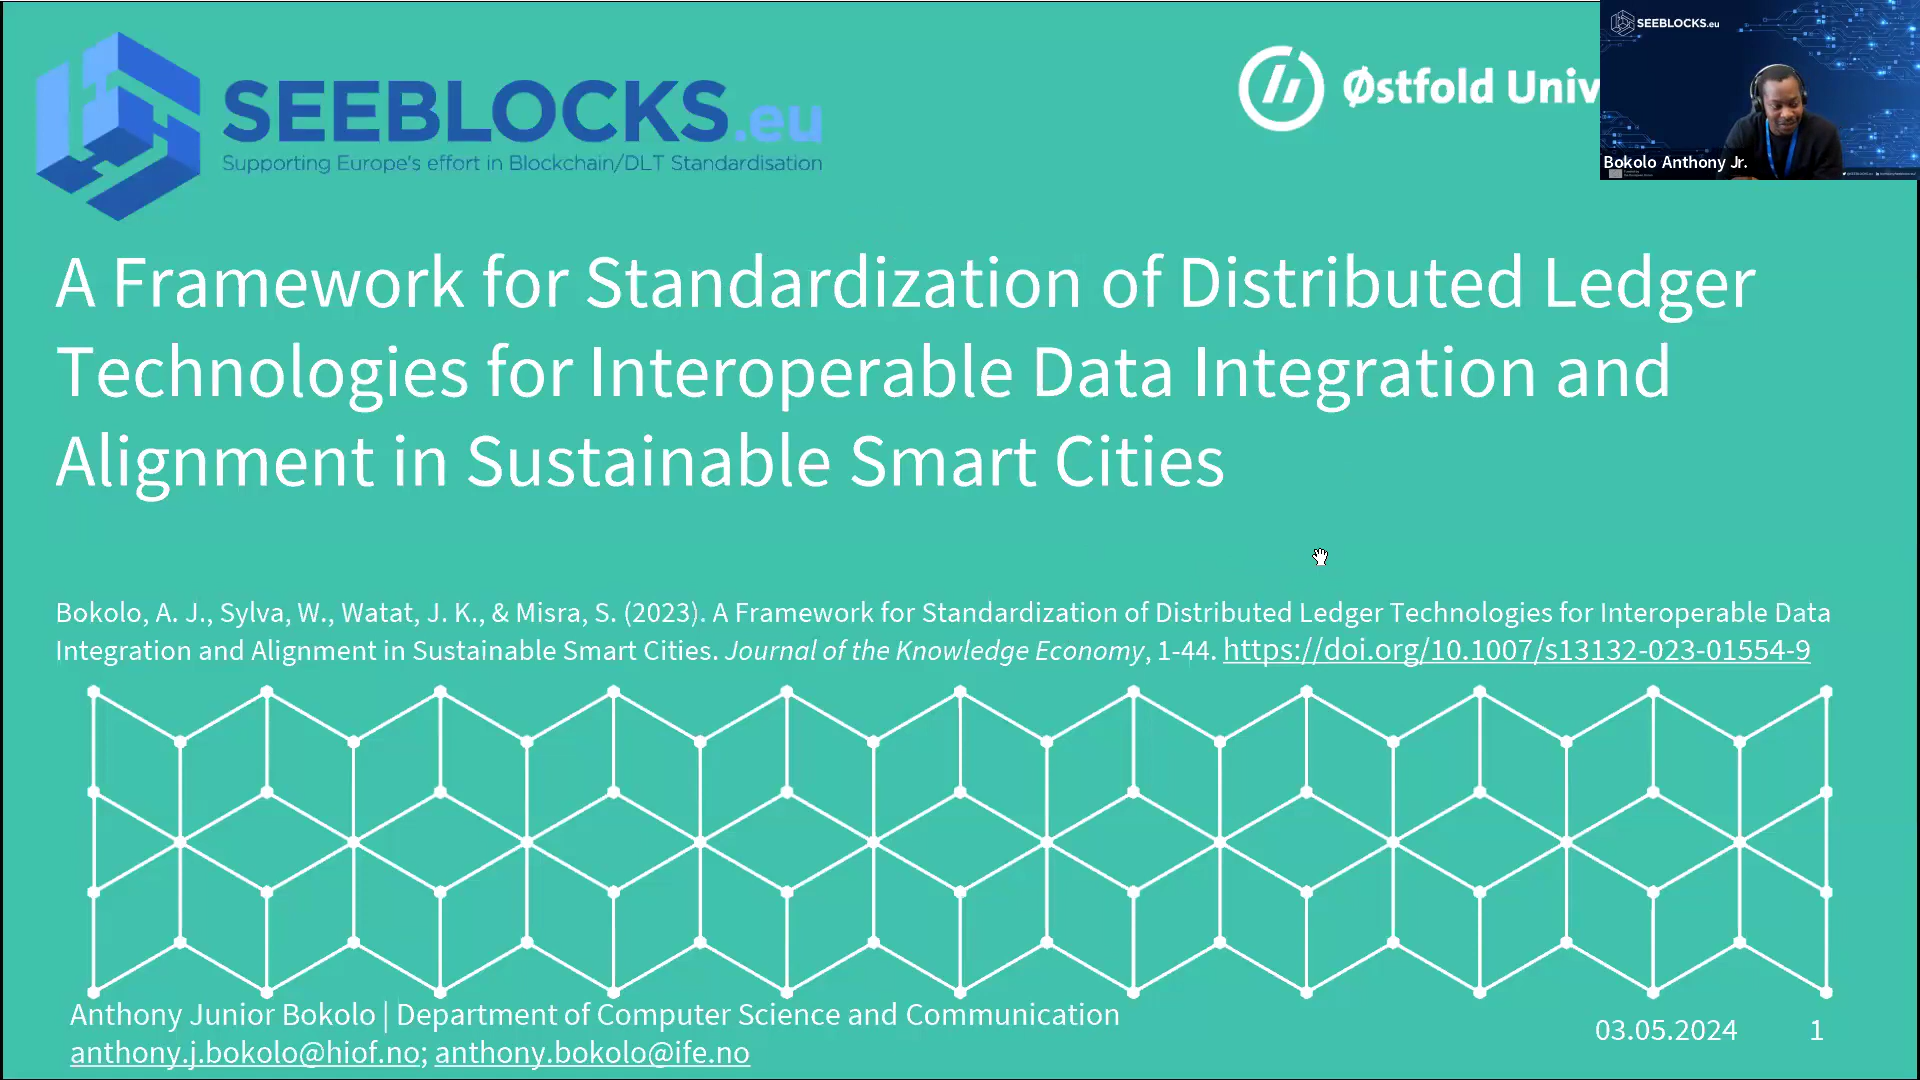 SEEBLOCKS.eu
Supporting Europe's effort in Blockchain/DLT Standardisation
Østfold Univ
SEEBLOCKS.eu
Bokolo Anthony Jr.
A Framework for Standardization of Distributed Ledger
Technologies for Interoperable Data Integration and
Alignment in Sustainable Smart Cities
Bokolo, A. J., Sylva, W., Watat, J. K., & Misra, S. (2023). A Framework for Standardization of Distributed Ledger Technologies for Interoperable Data
Integration and Alignment in Sustainable Smart Cities. Journal of the Knowledge Economy, 1-44. https://doi.org/10.1007/s13132-023-01554-9
Anthony Junior Bokolo | Department of Computer Science and Communication
anthony.j.bokolo@hiof.no; anthony.bokolo@ife.no
03.05.2024 1